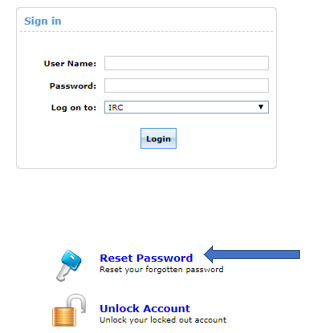 Sign in
User Name:
Password:
Log on to: IRC
Login
Reset Password
Reset your forgotten password
Unlock Account
Unlock your locked out account